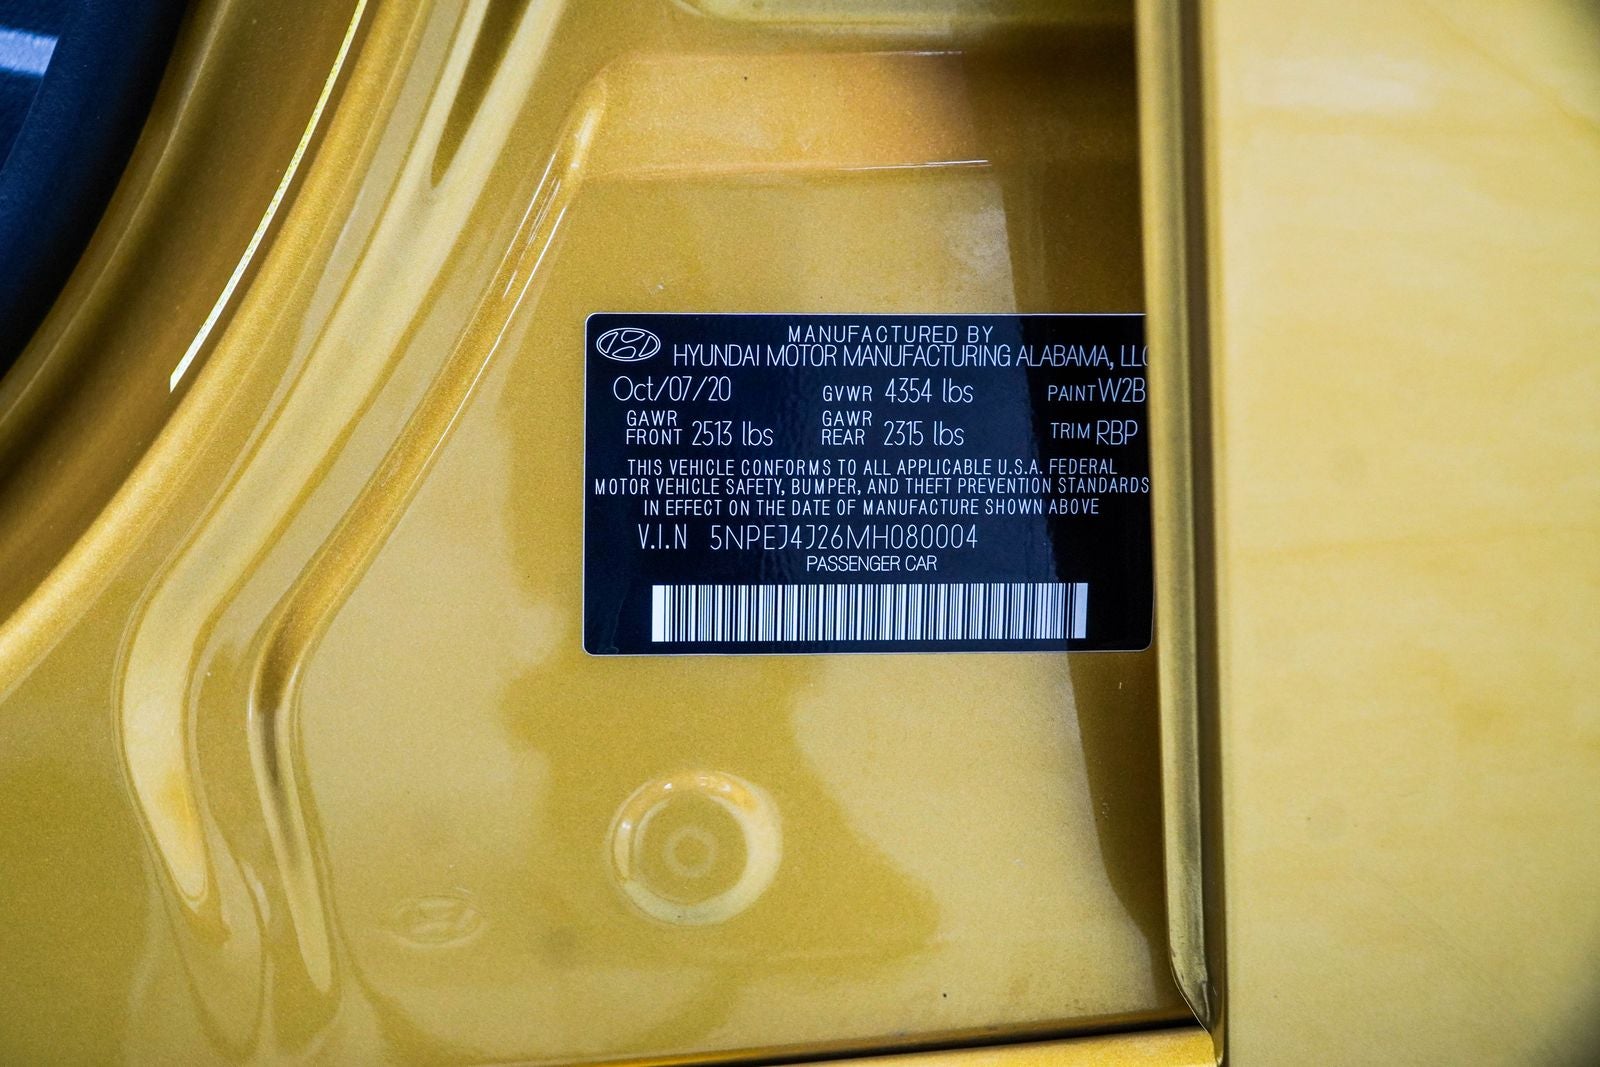 MANUFACTURED BY
HYUNDAI MOTOR MANUFACTURING ALABAMA, LLC
Oct/07/20 GVWR 4354 lbs PAINT W2B
GAWR FRONT 2513 lbs GAWR REAR 2315 lbs TRIM RBP
THIS VEHICLE CONFORMS TO ALL APPLICABLE U.S.A. FEDERAL
MOTOR VEHICLE SAFETY, BUMPER, AND THEFT PREVENTION STANDARDS
IN EFFECT ON THE DATE OF MANUFACTURE SHOWN ABOVE
V.I.N 5NPEJ4J26MH080004
PASSENGER CAR